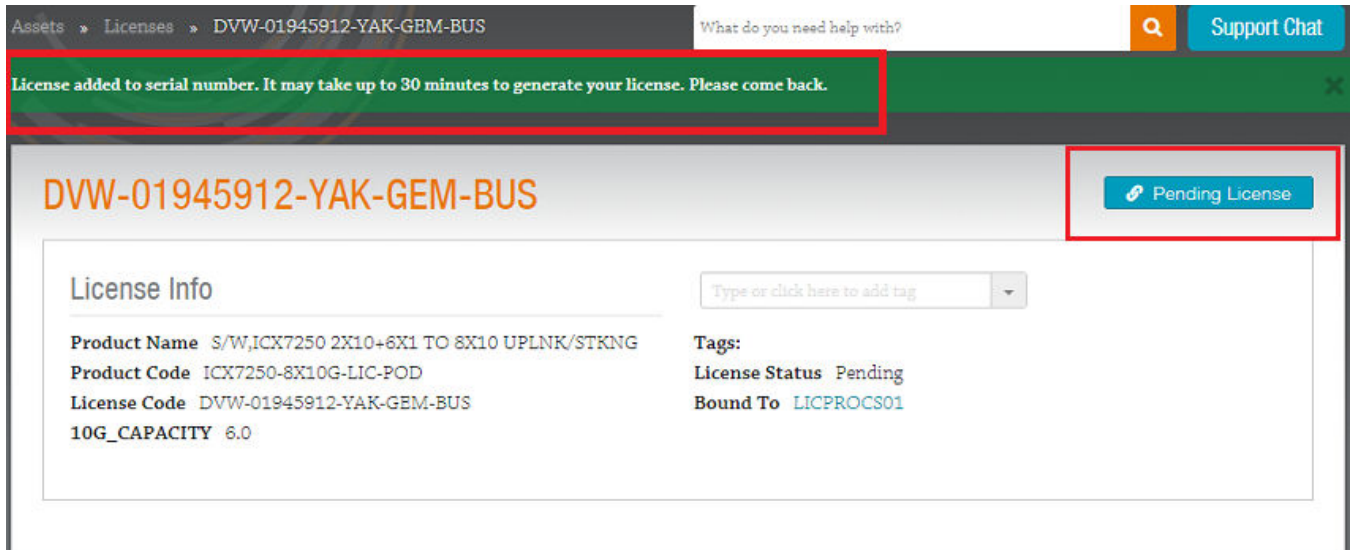 Assets » Licenses » DVW-01945912-YAK-GEM-BUS
What do you need help with?
Support Chat
License added to serial number. It may take up to 30 minutes to generate your license. Please come back.
DVW-01945912-YAK-GEM-BUS
Pending License
License Info
Type or click here to add tag
Product Name S/W,ICX7250 2X10+6X1 TO 8X10 UPLNK/STKNG
Tags:
Product Code ICX7250-8X10G-LIC-POD
License Status Pending
License Code DVW-01945912-YAK-GEM-BUS
Bound To LICPROCS01
10G_CAPACITY 6.0